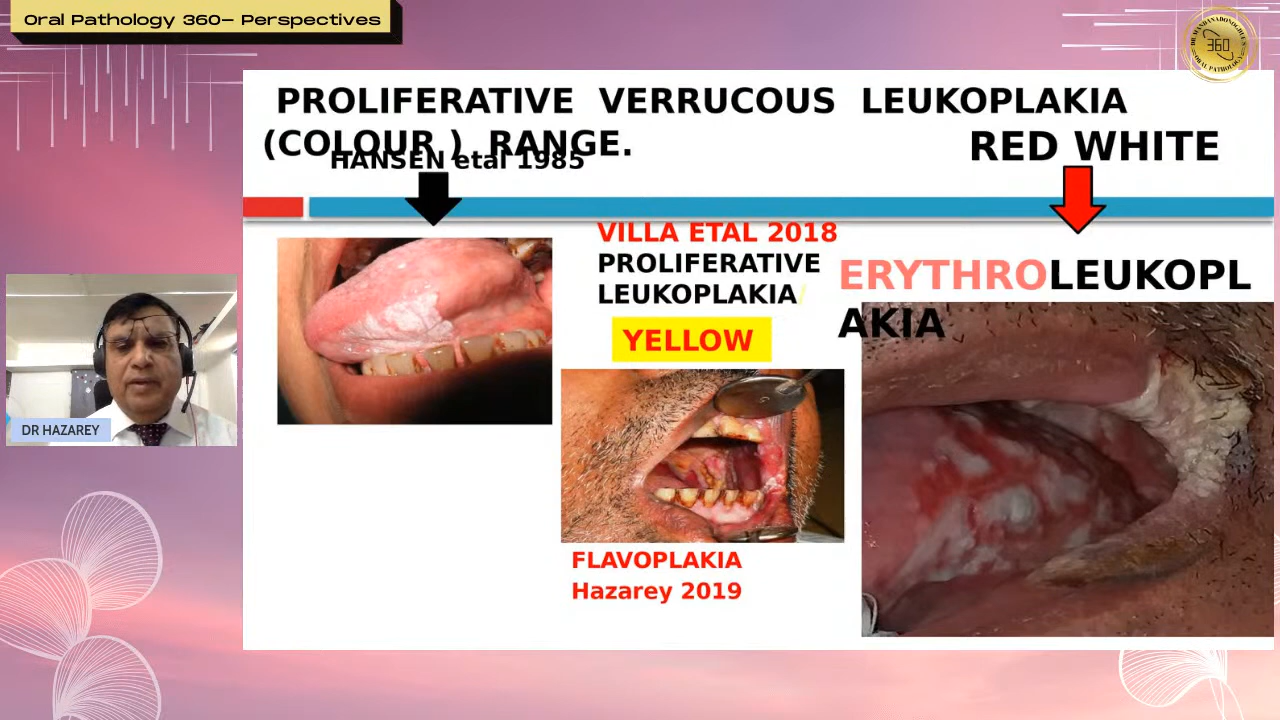 Oral Pathology 360– Perspectives
360
PROLIFERATIVE VERRUCOUS LEUKOPLAKIA
(COLOUR ) RANGE.
RED WHITE
HANSEN etal 1985
VILLA ETAL 2018
PROLIFERATIVE
LEUKOPLAKIA/
YELLOW
ERYTHROLEUKOPL
AKIA
DR HAZAREY
FLAVOPLAKIA
Hazarey 2019